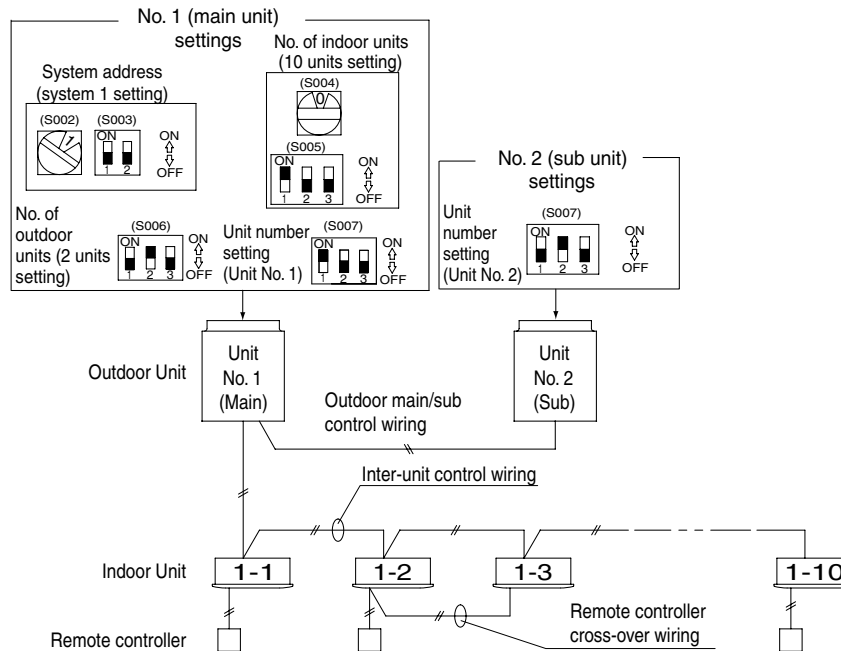 No. 1 (main unit)
settings
System address
(system 1 setting)
(S002)
(S003)
1
ON
1 2
ON
OFF
No. of indoor units
(10 units setting)
(S004)
0
(S005)
ON
1 2 3
ON
OFF
No. of
outdoor
units (2 units
setting)
(S006)
ON
1 2 3
ON
OFF
Unit number
setting
(Unit No. 1)
(S007)
ON
1 2 3
ON
OFF
No. 2 (sub unit)
settings
Unit
number
setting
(Unit No. 2)
(S007)
ON
1 2 3
ON
OFF
Outdoor Unit
Unit
No. 1
(Main)
Unit
No. 2
(Sub)
Outdoor main/sub
control wiring
Inter-unit control wiring
Indoor Unit
1-1
1-2
1-3
1-10
Remote controller
Remote controller
cross-over wiring